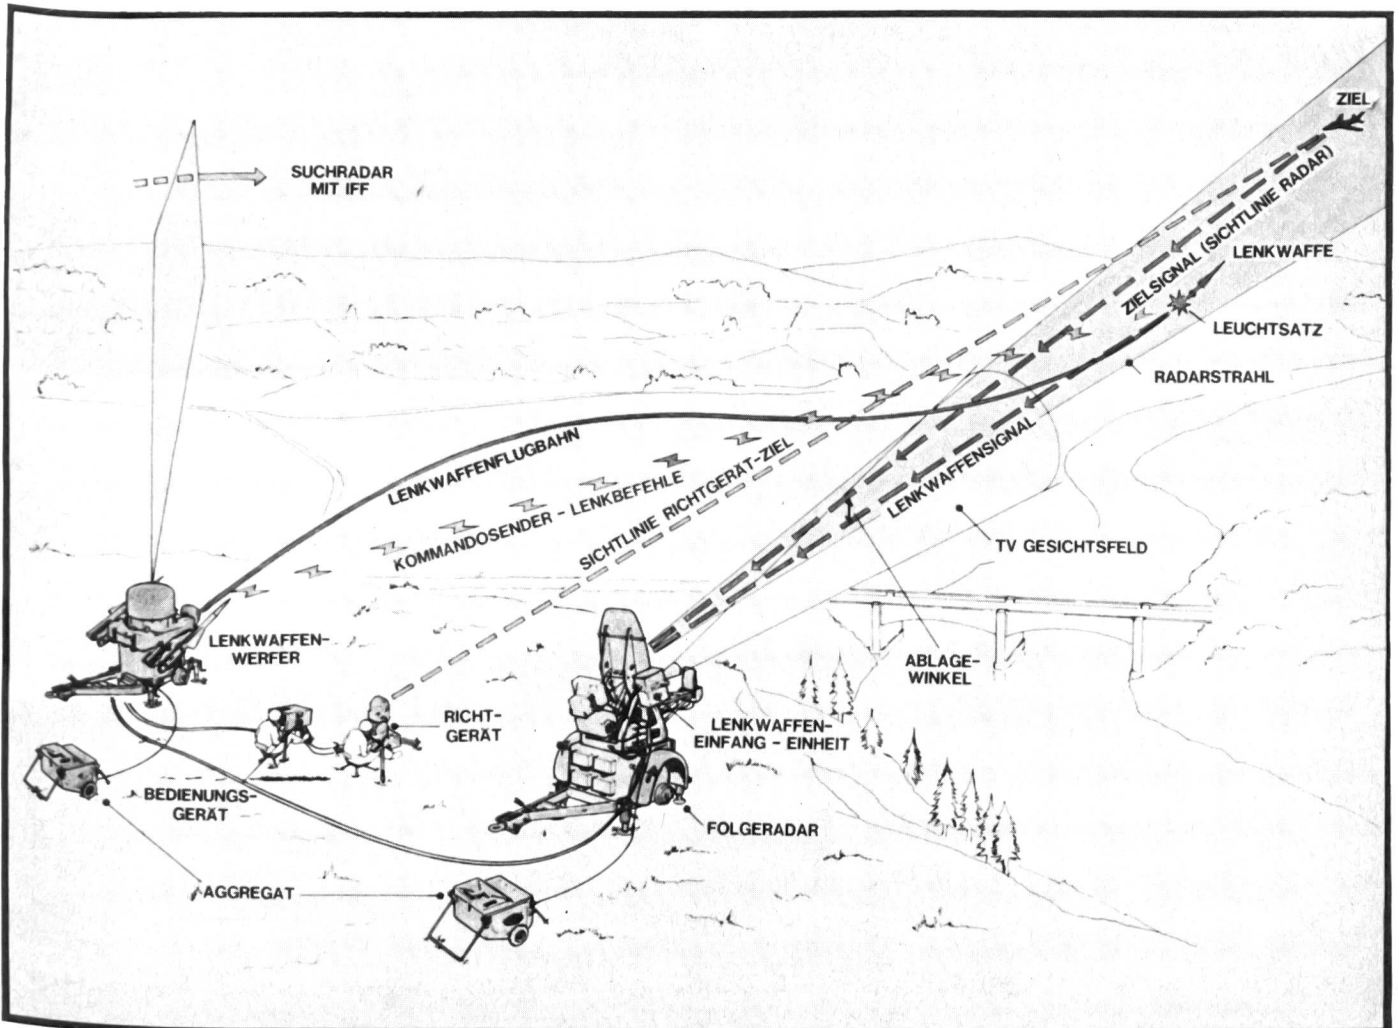 ZIEL
SUCHRADAR
MIT IFF
ZIELSIGNAL (SICHTLINIE RADAR)
LENKWAFFE
LEUCHTSATZ
RADARSTRAHL
LENKWAFFENFLUGBAHN
KOMMANDOSENDER - LENKBEFEHLE
SICHTLINIE RICHTGERÄT-ZIEL
LENKWAFFENSIGNAL
TV GESICHTSFELD
LENKWAFFEN-
WERFER
ABLAGE-
WINKEL
RICHT-
GERÄT
LENKWAFFEN-
EINFANG - EINHEIT
BEDIENUNGS-
GERÄT
FOLGERADAR
AGGREGAT